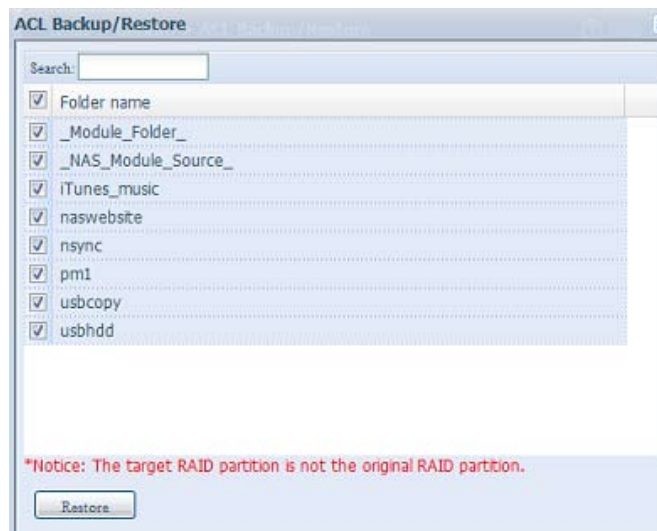 ACL Backup/Restore
Search:
Folder name
_Module_Folder_
_NAS_Module_Source_
iTunes_music
naswebsite
nsync
pm1
usbcopy
usbhdd
*Notice: The target RAID partition is not the original RAID partition.
Restore